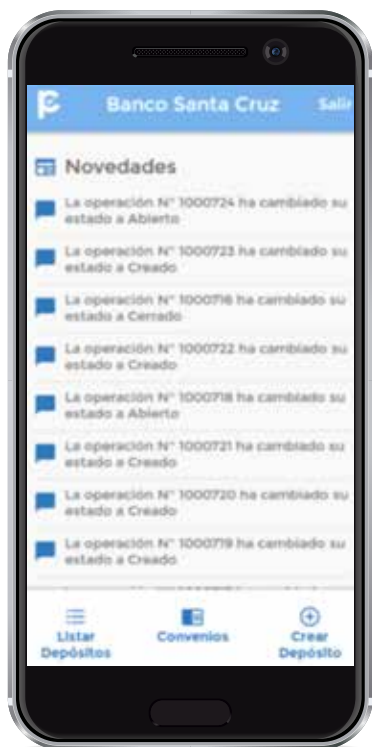 Banco Santa Cruz
Salir
Novedades
La operación N° 1000724 ha cambiado su
estado a Abierto
La operación N° 1000723 ha cambiado su
estado a Creado
La operación N° 1000716 ha cambiado su
estado a Cerrado
La operación N° 1000722 ha cambiado su
estado a Creado
La operación N° 1000718 ha cambiado su
estado a Abierto
La operación N° 1000721 ha cambiado su
estado a Creado
La operación N° 1000720 ha cambiado su
estado a Creado
La operación N° 1000719 ha cambiado su
estado a Creado
Listar
Depósitos
Convenios
Crear
Depósito